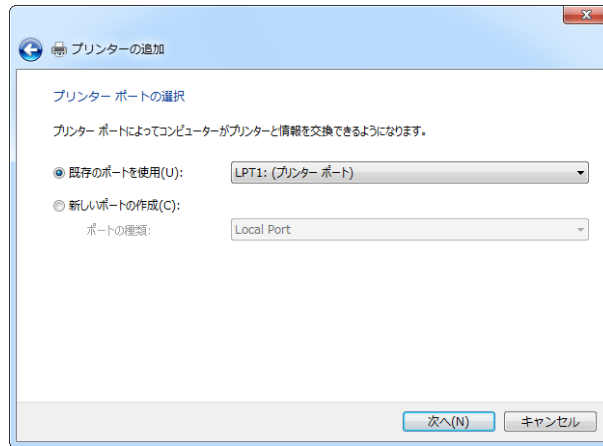 プリンターの追加
プリンター ポートの選択
プリンター ポートによってコンピューターがプリンターと情報を交換できるようになります。
既存のポートを使用(U): LPT1: (プリンター ポート)
新しいポートの作成(C):
ポートの種類: Local Port
次へ(N) キャンセル